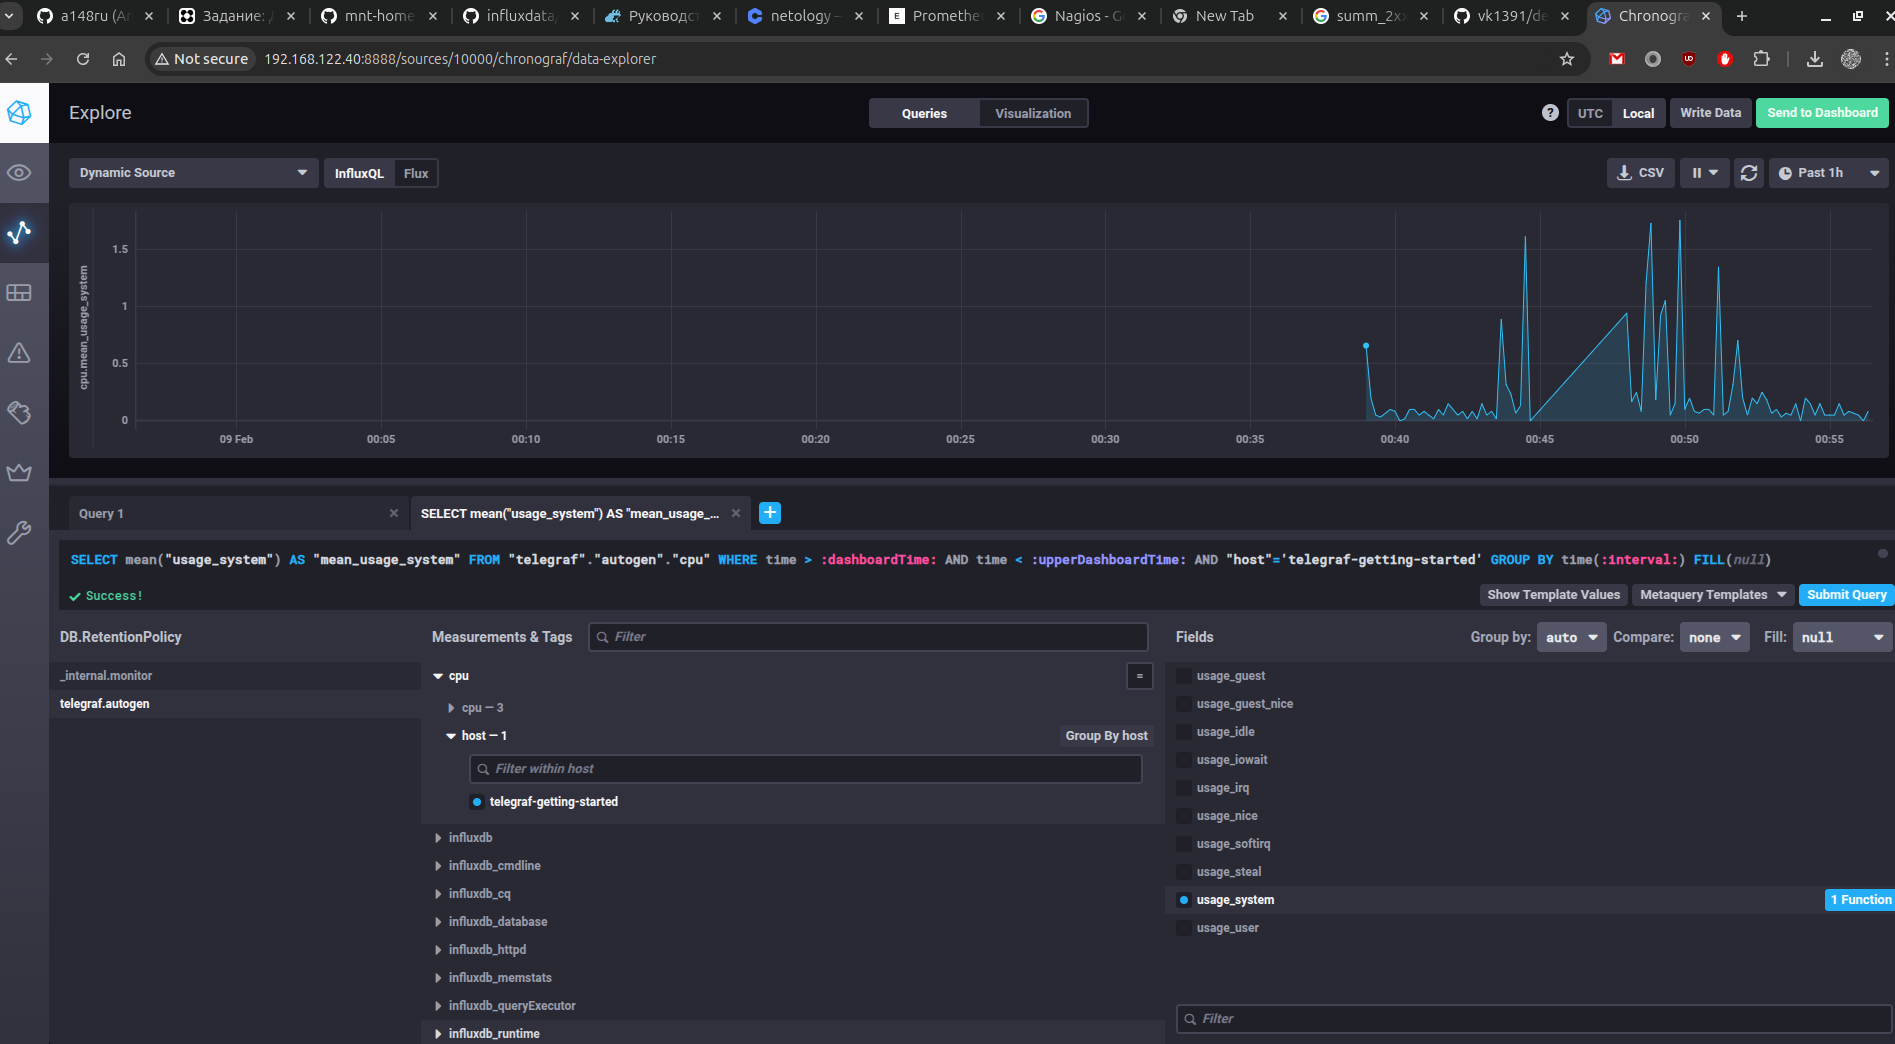 a148ru (Ar
Задание: Д
mnt-home
influxdata/
Руководст
netology –
Promethe
Nagios - G
New Tab
summ_2xx
vk1391/de
Chronogra
Not secure 192.168.122.40:8888/sources/10000/chronograf/data-explorer
Explore
Queries Visualization
? UTC Local Write Data Send to Dashboard
Dynamic Source InfluxQL Flux
CSV Past 1h
cpu.mean_usage_system
1.5
1
0.5
0
09 Feb 00:05 00:10 00:15 00:20 00:25 00:30 00:35 00:40 00:45 00:50 00:55
Query 1 SELECT mean("usage_system") AS "mean_usage_...
SELECT mean("usage_system") AS "mean_usage_system" FROM "telegraf"."autogen"."cpu" WHERE time > :dashboardTime: AND time < :upperDashboardTime: AND "host"='telegraf-getting-started' GROUP BY time(:interval:) FILL(null)
Success!
Show Template Values Metaquery Templates Submit Query
DB.RetentionPolicy
_internal.monitor
telegraf.autogen
Measurements & Tags Filter
cpu =
cpu — 3
host — 1 Group By host
Filter within host
telegraf-getting-started
influxdb
influxdb_cmdline
influxdb_cq
influxdb_database
influxdb_httpd
influxdb_memstats
influxdb_queryExecutor
influxdb_runtime
Fields Group by: auto Compare: none Fill: null
usage_guest
usage_guest_nice
usage_idle
usage_iowait
usage_irq
usage_nice
usage_softirq
usage_steal
usage_system 1 Function
usage_user
Filter